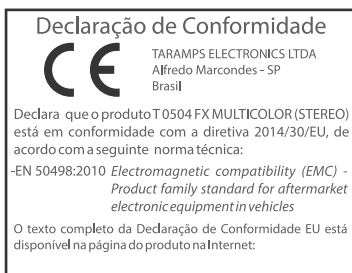 Declaração de Conformidade
CE
TARAMPS ELECTRONICS LTDA
Alfredo Marcondes - SP
Brasil
Declara que o produto T 0504 FX MULTICOLOR (STEREO)
está em conformidade com a diretiva 2014/30/EU, de
acordo com a seguinte norma técnica:
-EN 50498:2010 Electromagnetic compatibility (EMC) -
Product family standard for aftermarket
electronic equipment in vehicles
O texto completo da Declaração de Conformidade EU está
disponível na página do produto na Internet: